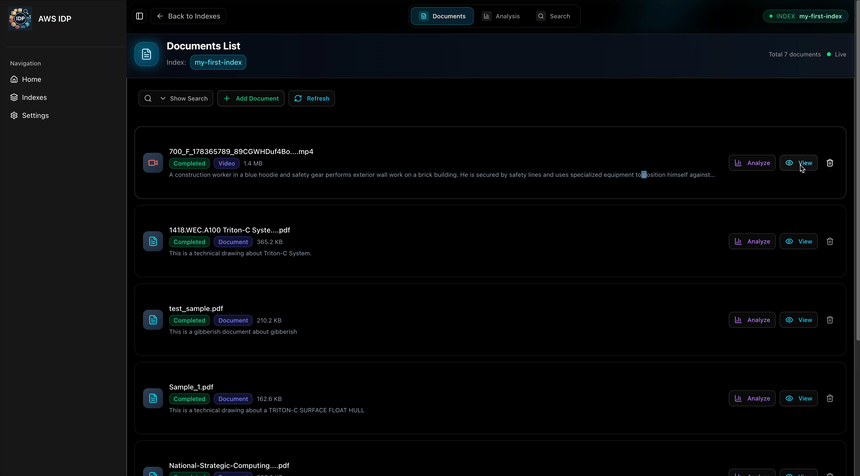 AWS IDP
Back to Indexes
Documents
Analysis
Search
INDEX my-first-index
Navigation
Home
Indexes
Settings
Documents List
Index: my-first-index
Total 7 documents
Live
Show Search
Add Document
Refresh
700_F_178365789_89CGWHDuf4Bo....mp4
Completed Video 1.4 MB
A construction worker in a blue hoodie and safety gear performs exterior wall work on a brick building. He is secured by safety lines and uses specialized equipment to position himself against...
Analyze View
1418.WEC.A100 Triton-C Syste....pdf
Completed Document 365.2 KB
This is a technical drawing about Triton-C System.
Analyze View
test_sample.pdf
Completed Document 210.2 KB
This is a gibberish document about gibberish
Analyze View
Sample_1.pdf
Completed Document 162.6 KB
This is a technical drawing about a TRITON-C SURFACE FLOAT HULL
Analyze View
National-Strategic-Computing....pdf